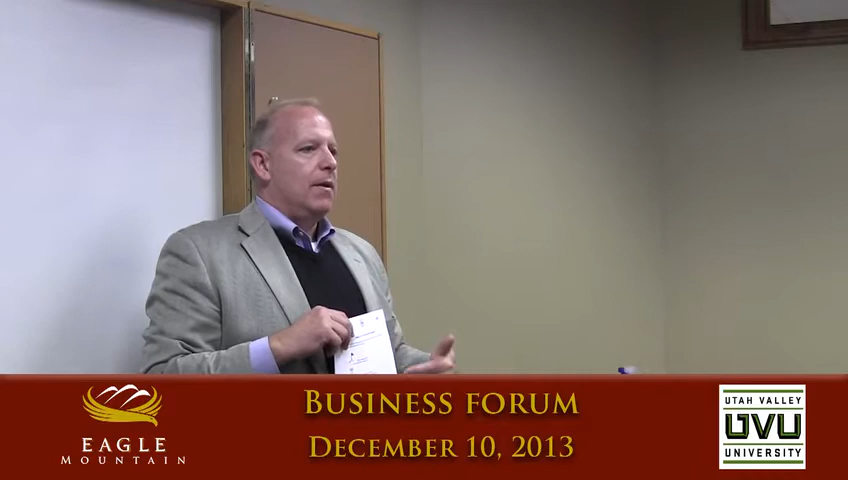 BUSINESS FORUM
DECEMBER 10, 2013
EAGLE
MOUNTAIN
UTAH VALLEY
UVU
UNIVERSITY